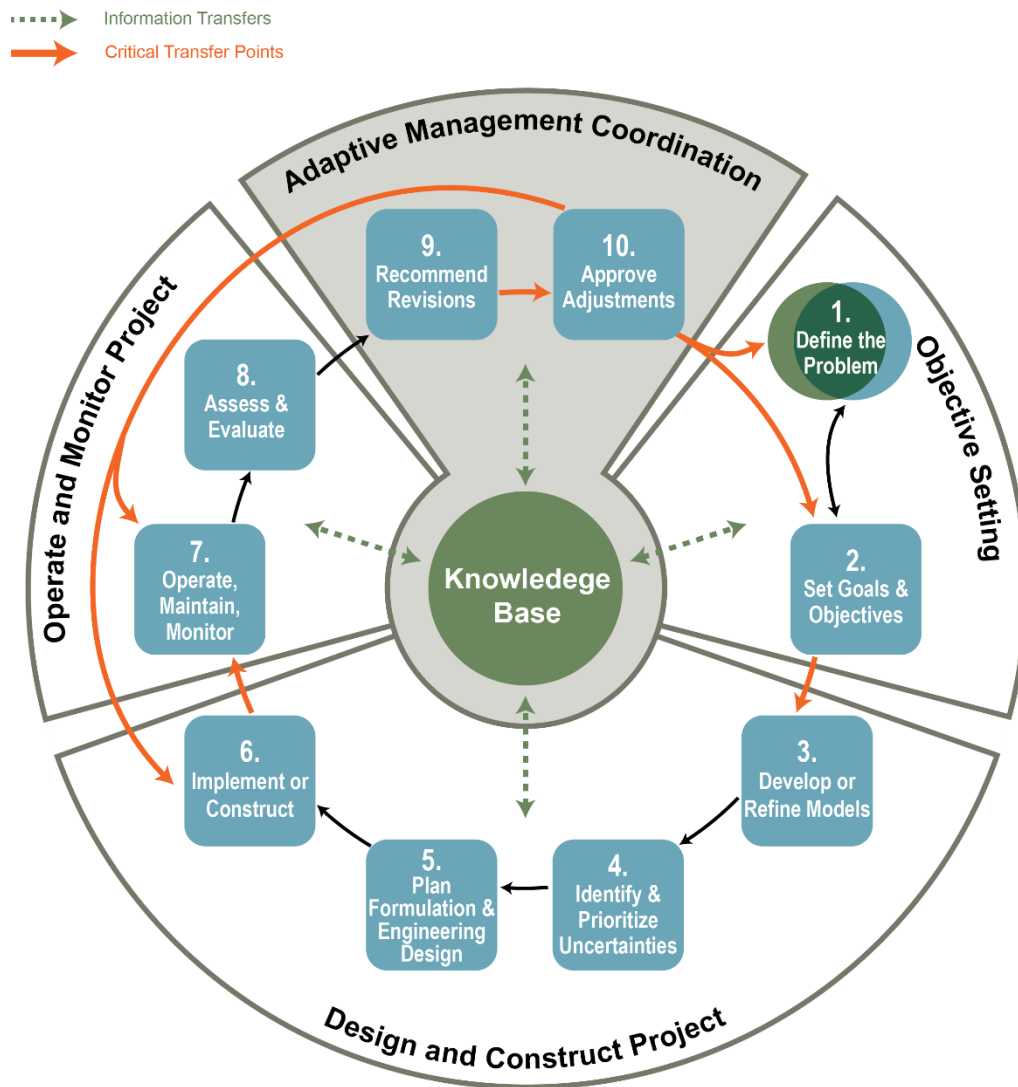 Information Transfers
Critical Transfer Points
Adaptive Management Coordination
9.
Recommend
Revisions
10.
Approve
Adjustments
Objective Setting
1.
Define the
Problem
2.
Set Goals &
Objectives
Design and Construct Project
3.
Develop or
Refine Models
4.
Identify &
Prioritize
Uncertainties
5.
Plan
Formulation &
Engineering
Design
6.
Implement or
Construct
Operate and Monitor Project
7.
Operate,
Maintain,
Monitor
8.
Assess &
Evaluate
Knowledege
Base